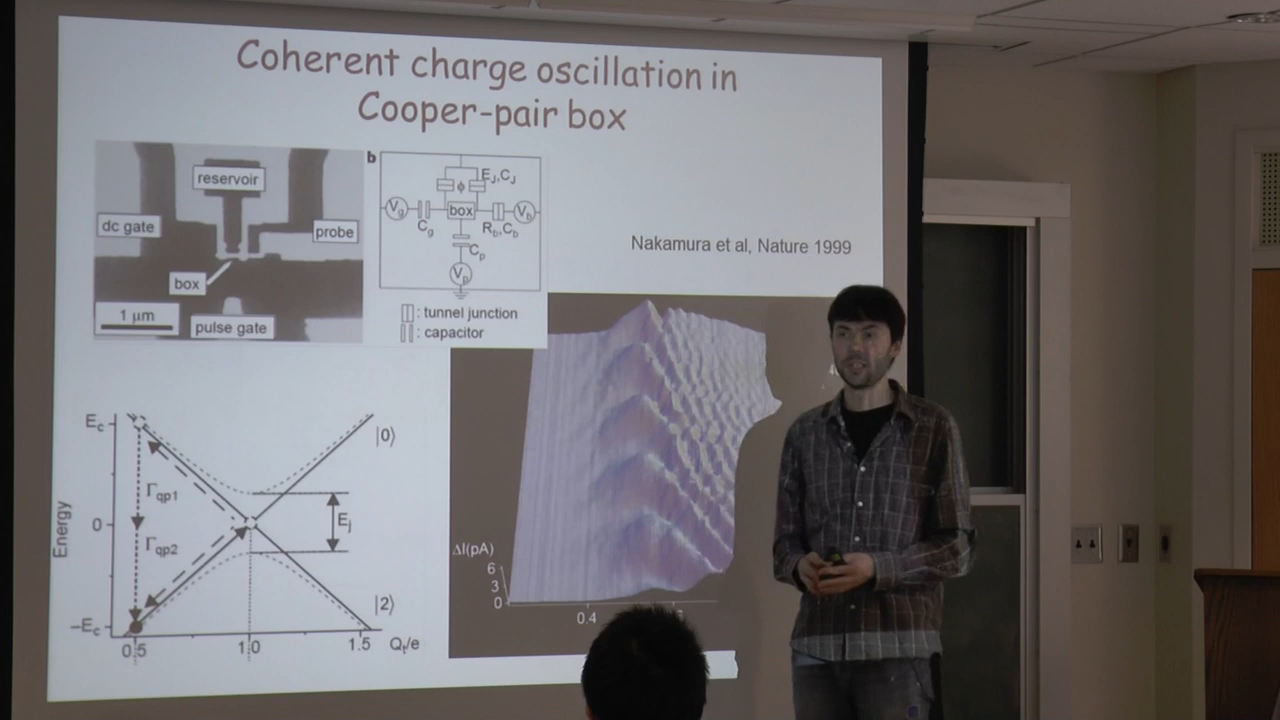 Coherent charge oscillation in
Cooper-pair box
reservoir
dc gate
probe
box
1 μm
pulse gate
b
E_J,C_J
ϕ
V_g
box
V_b
C_g
R_b,C_b
C_p
V_p
: tunnel junction
: capacitor
Nakamura et al, Nature 1999
E_c
|0⟩
Γ_qp1
Energy
0
E_j
Γ_qp2
|2⟩
−E_c
0.5
1.0
1.5
Q_t/e
ΔI(pA)
6
3
0
0.4